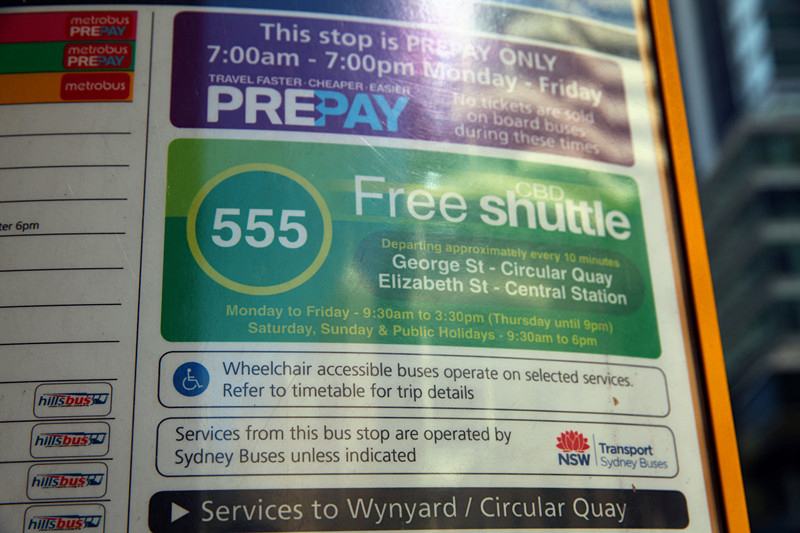 metrobus
PREPAY
metrobus
PREPAY
metrobus
ter 6pm
hillsbus
hillsbus
hillsbus
hillsbus
This stop is PREPAY ONLY
7:00am - 7:00pm Monday - Friday
TRAVEL FASTER · CHEAPER · EASIER
PREPAY
No tickets are sold
on board buses
during these times
555
CBD
Free shuttle
Departing approximately every 10 minutes
George St - Circular Quay
Elizabeth St - Central Station
Monday to Friday - 9:30am to 3:30pm (Thursday until 9pm)
Saturday, Sunday & Public Holidays - 9:30am to 6pm
Wheelchair accessible buses operate on selected services.
Refer to timetable for trip details
Services from this bus stop are operated by
Sydney Buses unless indicated
NSW
Transport
Sydney Buses
Services to Wynyard / Circular Quay